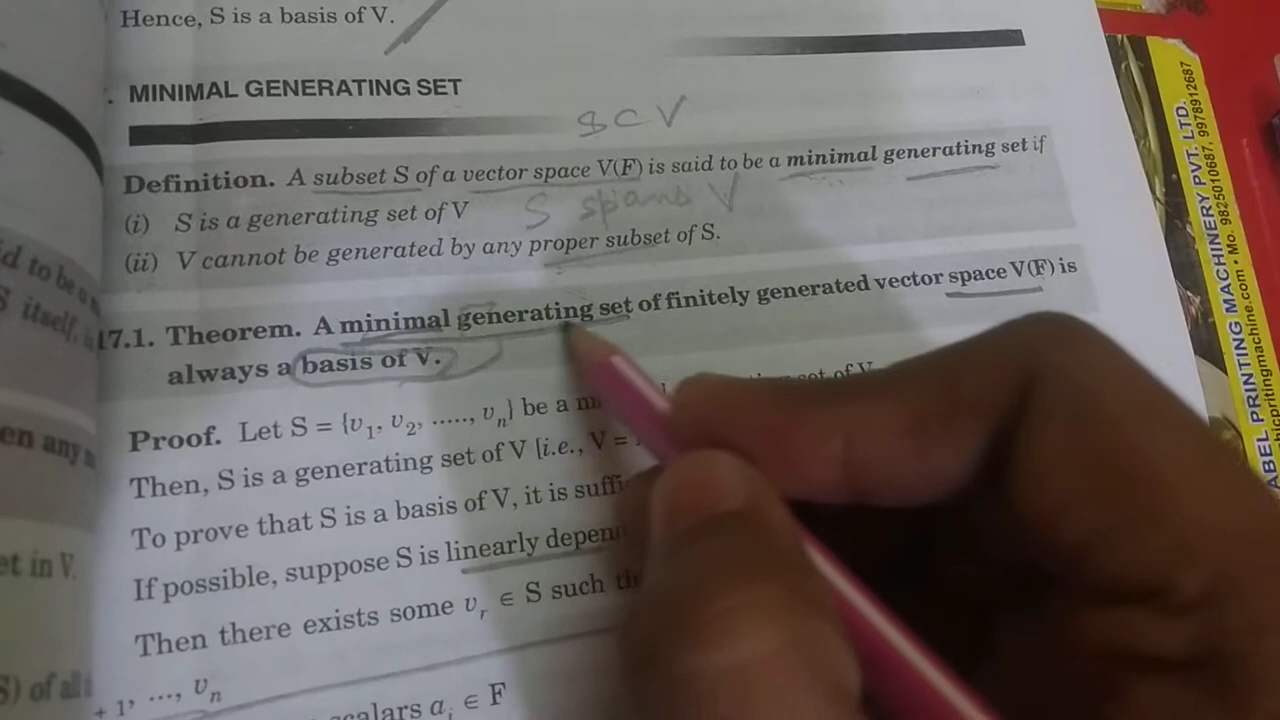 Hence, S is a basis of V.
MINIMAL GENERATING SET
S ⊂ V
Definition. A subset S of a vector space V(F) is said to be a minimal generating set if
(i) S is a generating set of V
S spans V
(ii) V cannot be generated by any proper subset of S.
17.1. Theorem. A minimal generating set of finitely generated vector space V(F) is
always a basis of V.
Proof. Let S = {v₁, v₂, ....., vₙ} be a set of V
Then, S is a generating set of V [i.e., V =
To prove that S is a basis of V, it is
If possible, suppose S is linearly
Then there exists some vᵣ ∈ S such
+ 1, ..., vₙ
scalars aᵢ ∈ F
d to be a
S itself,
en any
et in V.
S) of all
ABEL PRINTING MACHINERY PVT. LTD.
Mo. 9825010687, 9978912687